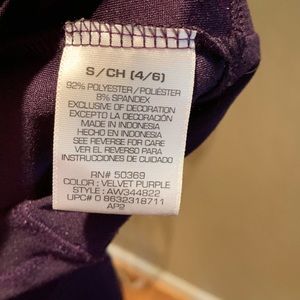 S/CH (4/6)
92% POLYESTER/POLIÉSTER
8% SPANDEX
EXCLUSIVE OF DECORATION
EXCEPTO LA DECORACIÓN
MADE IN INDONESIA
HECHO EN INDONESIA
SEE REVERSE FOR CARE
VER EL REVERSO PARA
INSTRUCCIONES DE CUIDADO
RN# 50369
COLOR : VELVET PURPLE
STYLE : AW344822
UPC# 0 8632318711
AP2